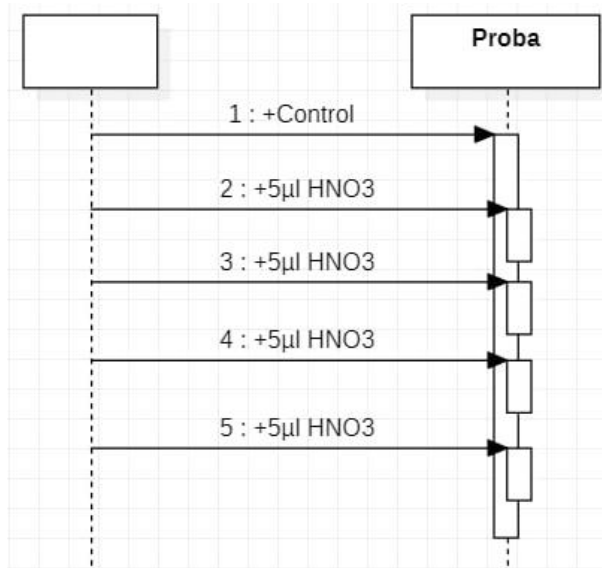 Proba
1 : +Control
2 : +5µl HNO3
3 : +5µl HNO3
4 : +5µl HNO3
5 : +5µl HNO3